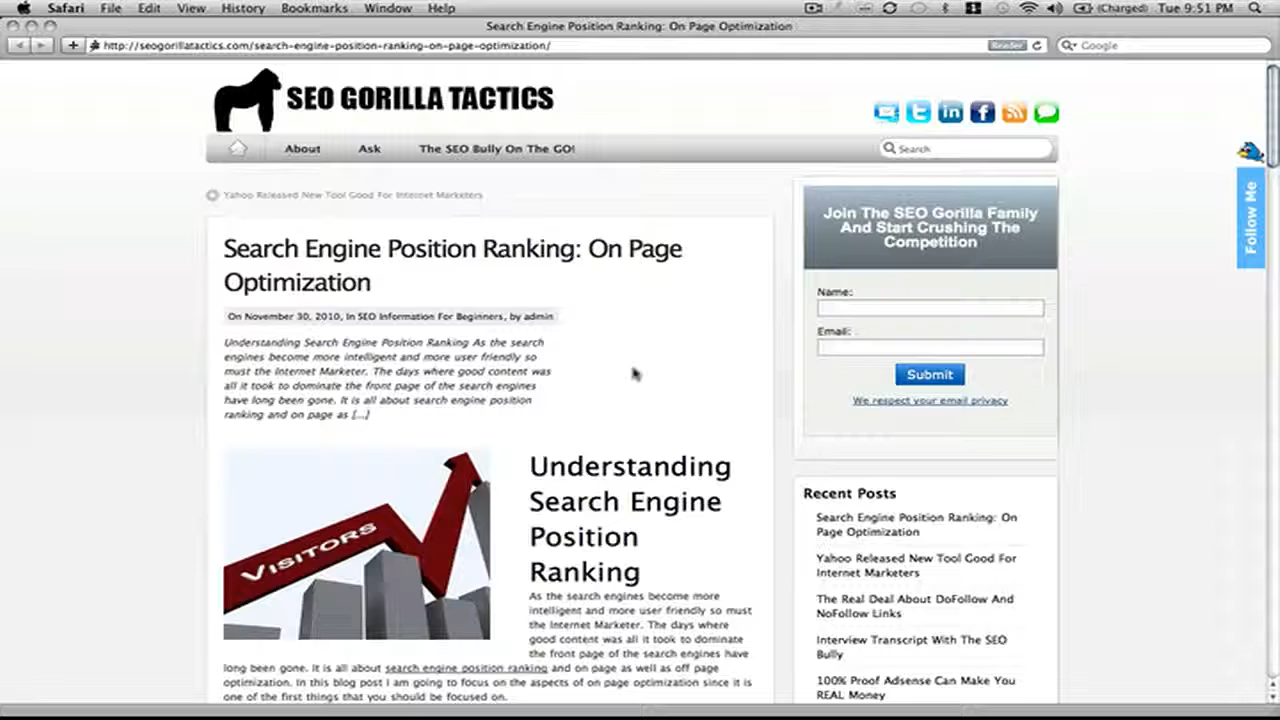 Safari File Edit View History Bookmarks Window Help (Charged) Tue 9:51 PM
Search Engine Position Ranking: On Page Optimization
http://seogorillatactics.com/search-engine-position-ranking-on-page-optimization/ Reader Google
SEO GORILLA TACTICS
About Ask The SEO Bully On The GO! Search
Yahoo Released New Tool Good For Internet Marketers
Search Engine Position Ranking: On Page
Optimization
On November 30, 2010, In SEO Information For Beginners, by admin
Understanding Search Engine Position Ranking As the search
engines become more intelligent and more user friendly so
must the Internet Marketer. The days where good content was
all it took to dominate the front page of the search engines
have long been gone. It is all about search engine position
ranking and on page as [...]
VISITORS
Understanding
Search Engine
Position
Ranking
As the search engines become more
intelligent and more user friendly so must
the Internet Marketer. The days where
good content was all it took to dominate
the front page of the search engines have
long been gone. It is all about search engine position ranking and on page as well as off page
optimization. In this blog post I am going to focus on the aspects of on page optimization since it is
one of the first things that you should be focused on.
Join The SEO Gorilla Family
And Start Crushing The
Competition
Name:
Email:
Submit
We respect your email privacy
Recent Posts
Search Engine Position Ranking: On
Page Optimization
Yahoo Released New Tool Good For
Internet Marketers
The Real Deal About DoFollow And
NoFollow Links
Interview Transcript With The SEO
Bully
100% Proof Adsense Can Make You
REAL Money
Follow Me